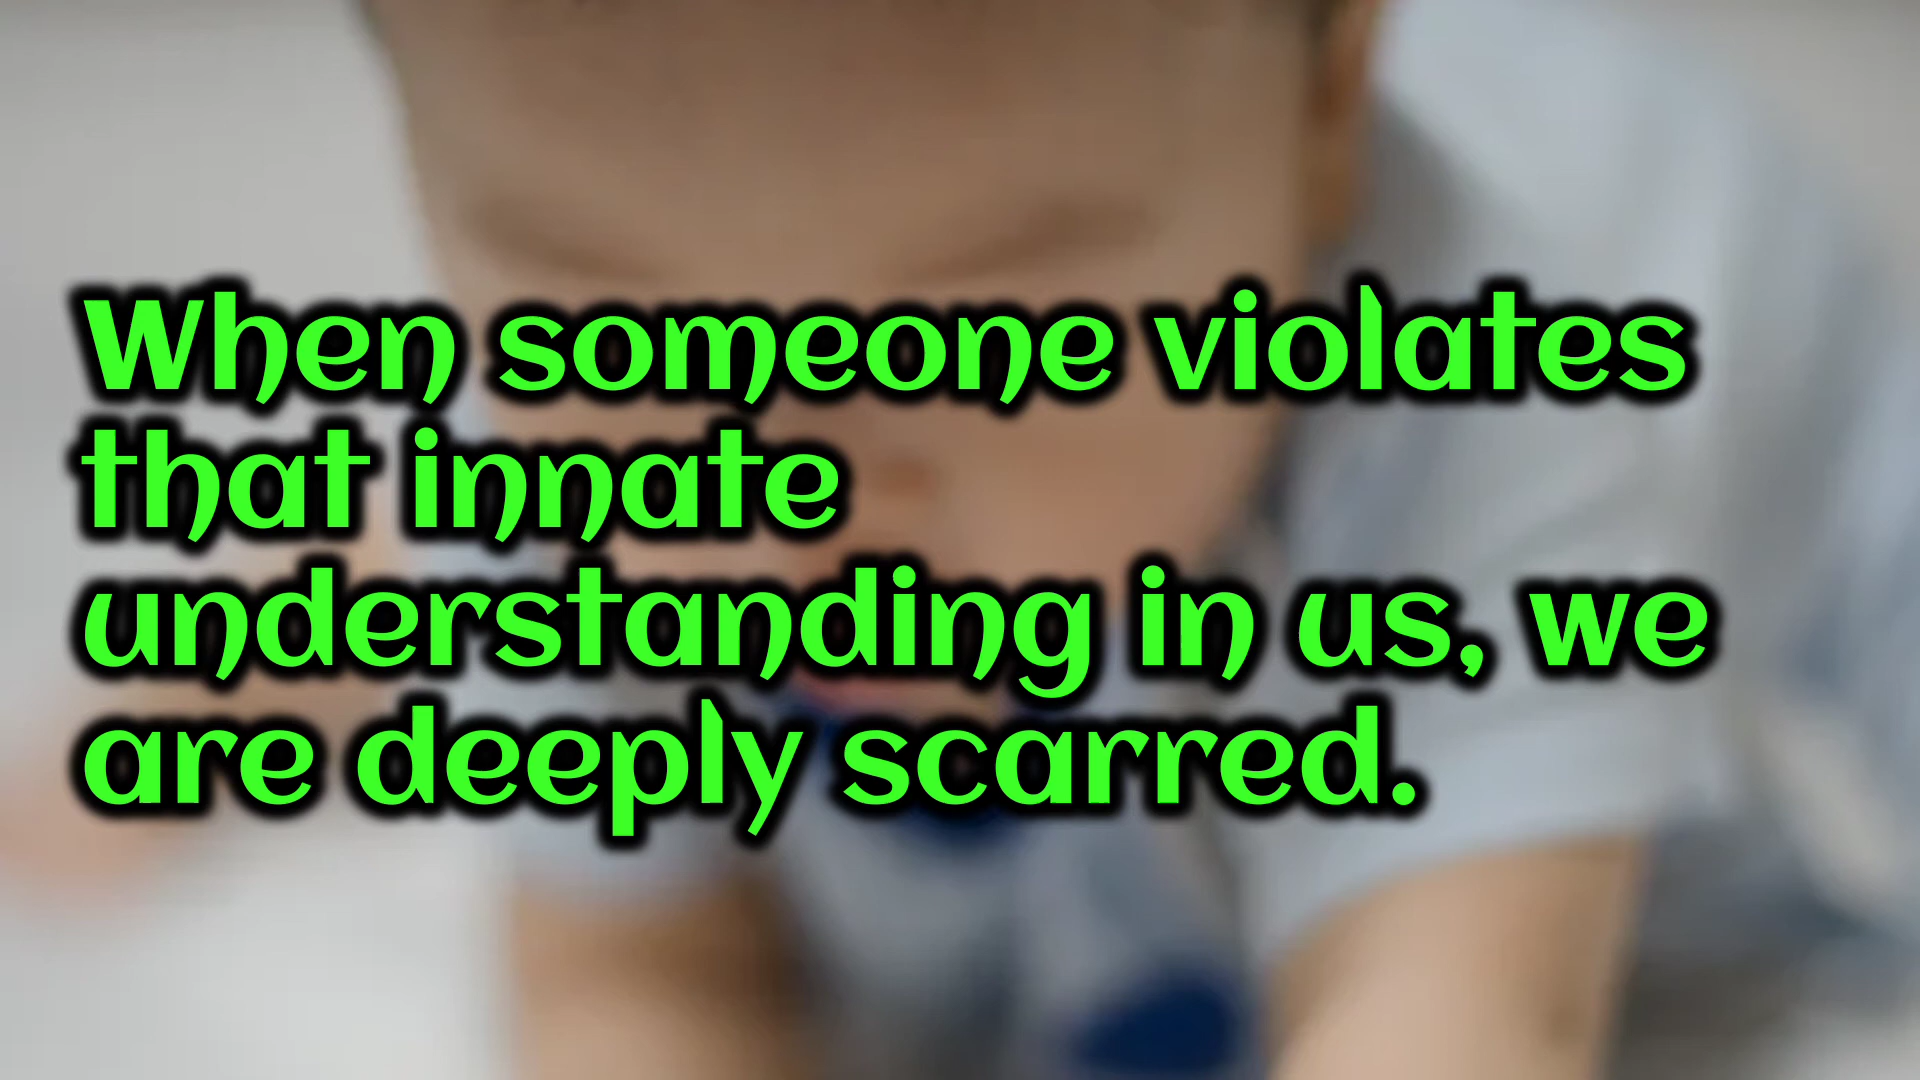 When someone violates
that innate
understanding in us, we
are deeply scarred.